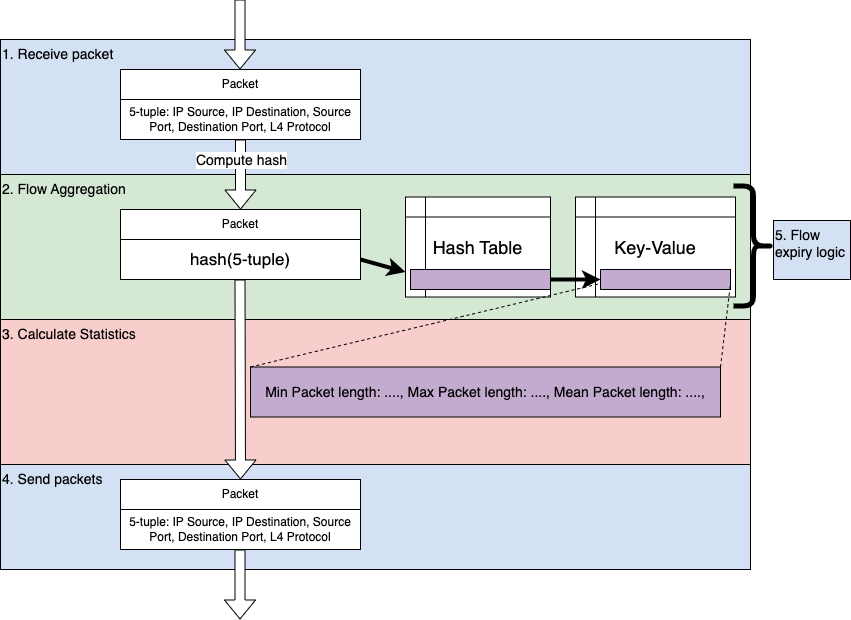 1. Receive packet
Packet
5-tuple: IP Source, IP Destination, Source
Port, Destination Port, L4 Protocol
Compute hash
2. Flow Aggregation
Packet
hash(5-tuple)
Hash Table
Key-Value
5. Flow
expiry logic
3. Calculate Statistics
Min Packet length: ...., Max Packet length: ...., Mean Packet length: ....,
4. Send packets
Packet
5-tuple: IP Source, IP Destination, Source
Port, Destination Port, L4 Protocol